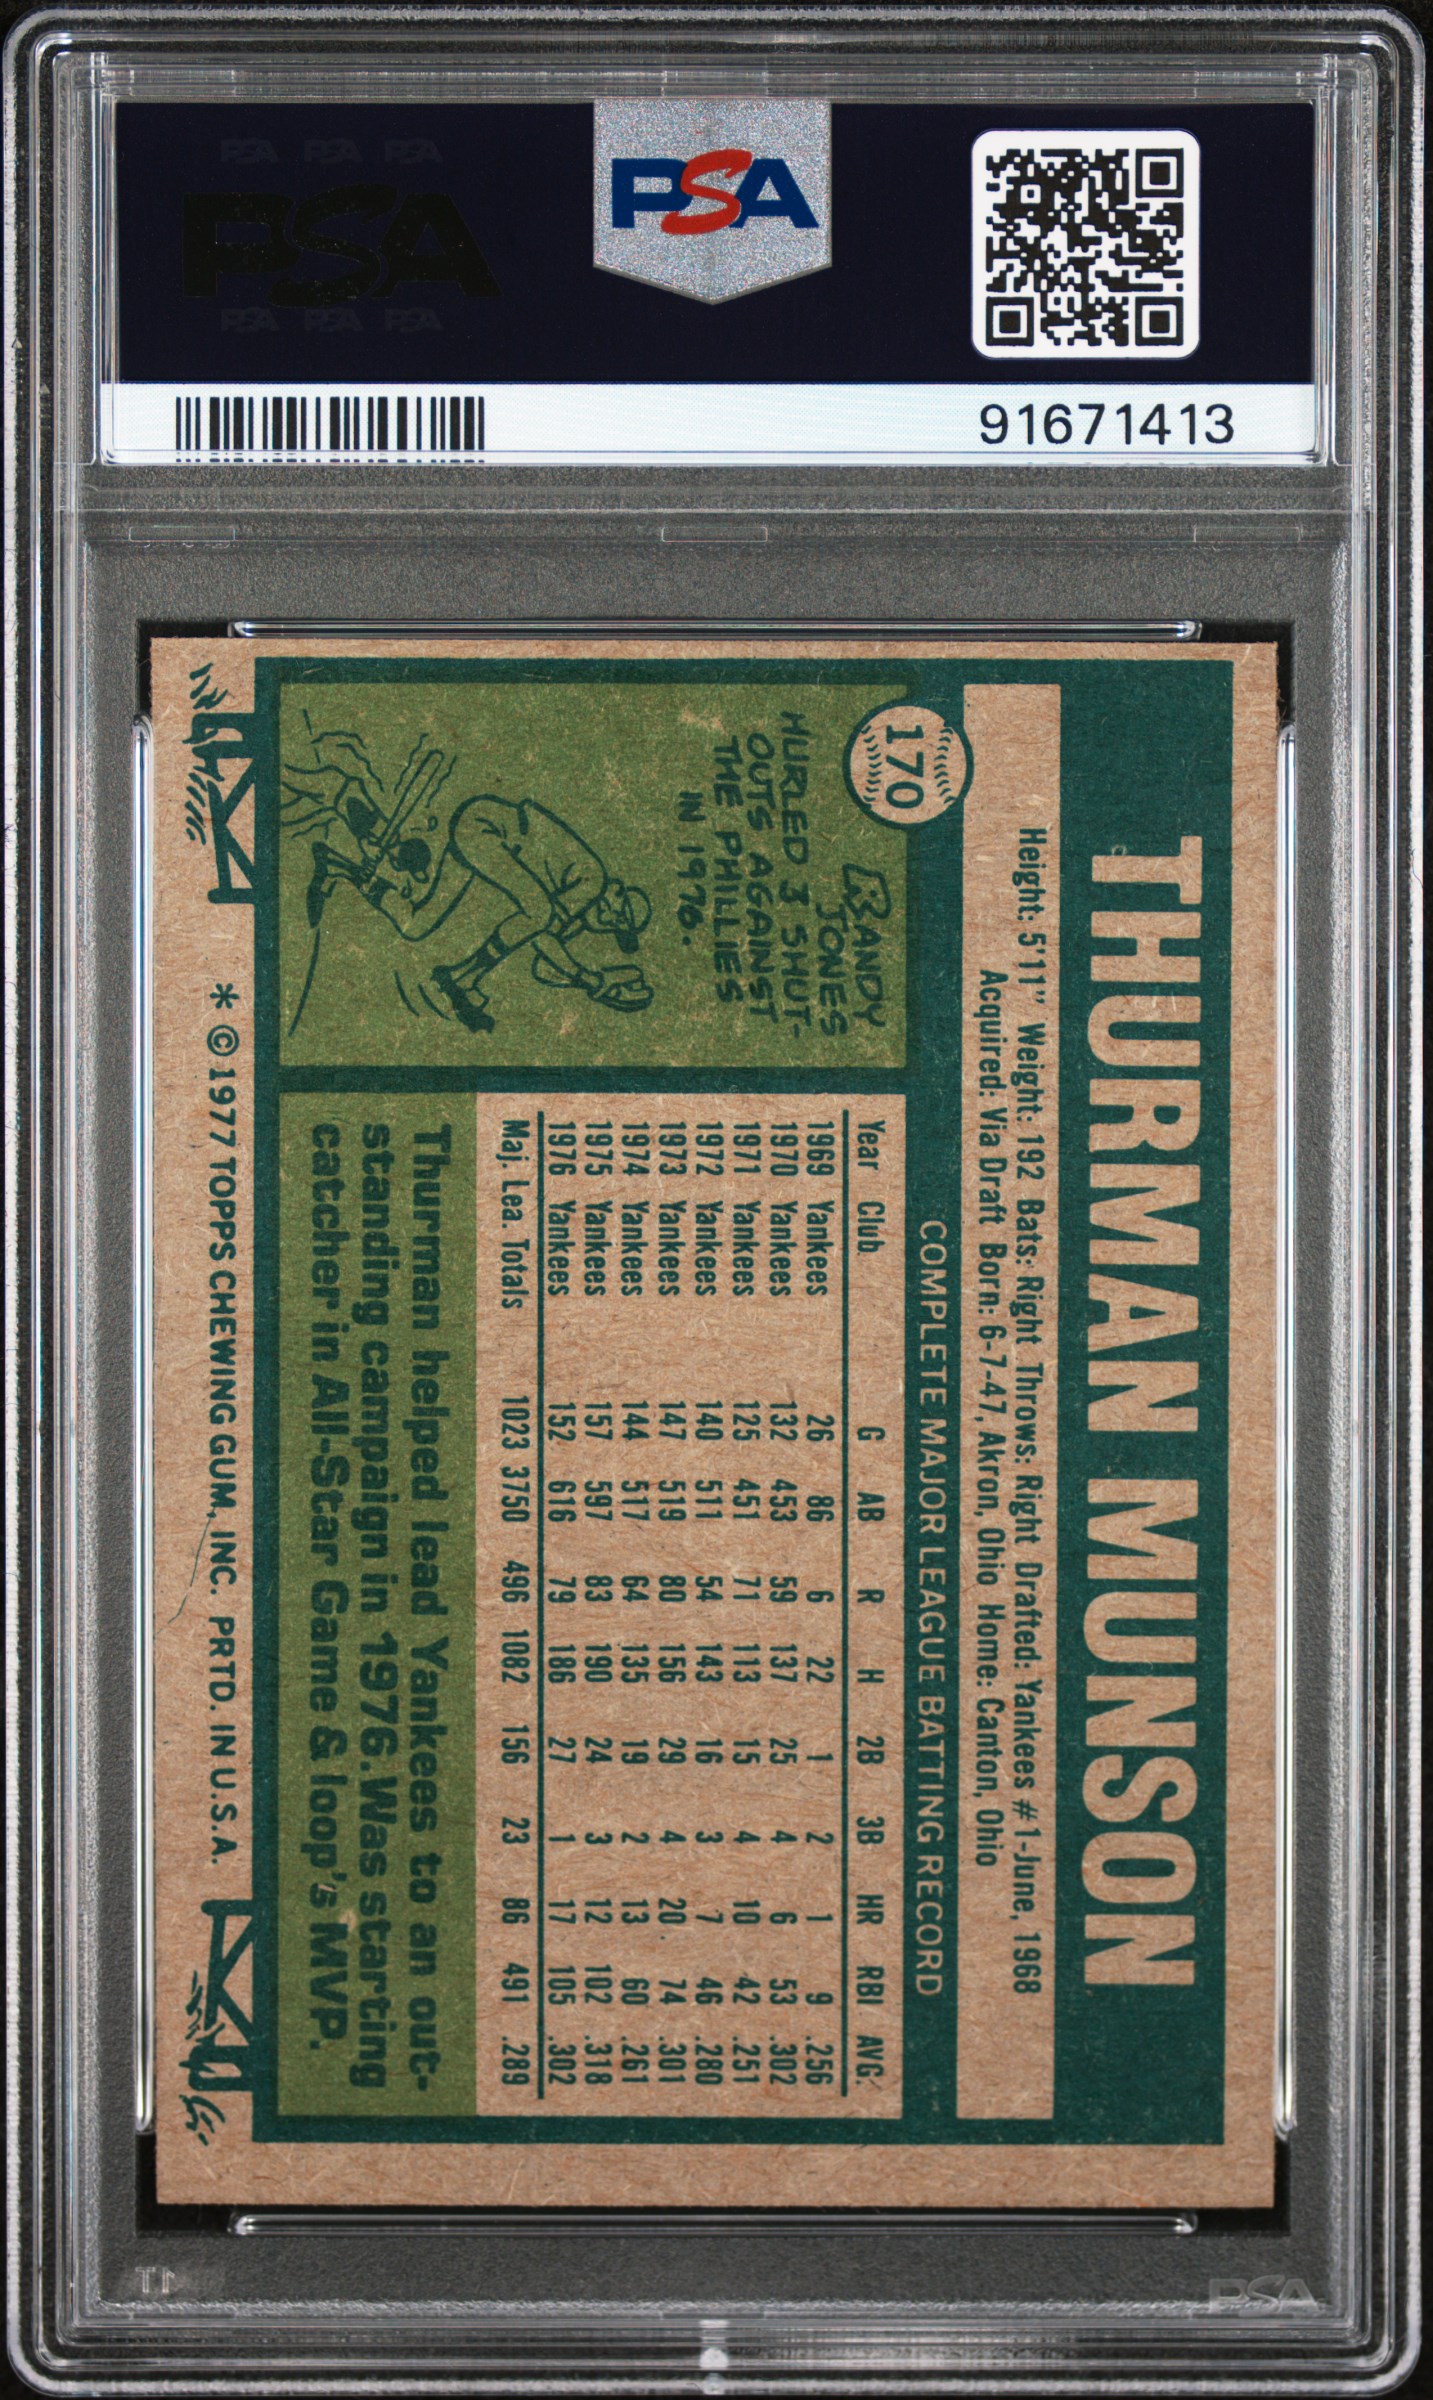 PSA PSA PSA
PSA
PSA PSA PSA
PSA
91671413
THURMAN MUNSON
Height: 5'11" Weight: 192 Bats: Right Throws: Right Drafted: Yankees #1-June, 1968
Acquired: Via Draft Born: 6-7-47, Akron, Ohio Home: Canton, Ohio
170
RANDY
JONES
HURLED 3 SHUT-
OUTS AGAINST
THE PHILLIES
IN 1976.
COMPLETE MAJOR LEAGUE BATTING RECORD
Year Club G AB R H 2B 3B HR RBI AVG.
1969 Yankees 26 86 6 22 1 2 1 9 .256
1970 Yankees 132 453 59 137 25 4 6 53 .302
1971 Yankees 125 451 71 113 15 4 10 42 .251
1972 Yankees 140 511 54 143 16 3 7 46 .280
1973 Yankees 147 519 80 156 29 4 20 74 .301
1974 Yankees 144 517 64 135 19 2 13 60 .261
1975 Yankees 157 597 83 190 24 3 12 102 .318
1976 Yankees 152 616 79 186 27 1 17 105 .302
Maj. Lea. Totals 1023 3750 496 1082 156 23 86 491 .289
Thurman helped lead Yankees to an out-
standing campaign in 1976. Was starting
catcher in All-Star Game & loop's MVP.
* © 1977 TOPPS CHEWING GUM, INC. PRTD. IN U.S.A.
PSA